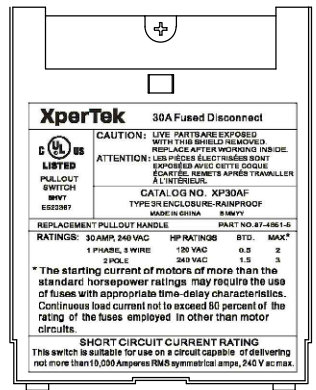 XperTek 30A Fused Disconnect
C UL US
LISTED
PULLOUT
SWITCH
BHVT
E523367
CAUTION: LIVE PARTS ARE EXPOSED
WITH THIS SHIELD REMOVED.
REPLACE AFTER WORKING INSIDE.
ATTENTION: LES PIÈCES ÉLECTRISÉES SONT
EXPOSÉED AVEC CETTE COQUE
ÉCARTÉE. REMETS APRÈS TRAVAILLER
À L'INTÉRIEUR.
CATALOG NO. XP30AF
TYPE 3R ENCLOSURE-RAINPROOF
MADE IN CHINA SMMYY
REPLACEMENT PULLOUT HANDLE PART NO.87-4661-5
RATINGS: 30 AMP, 240 VAC HP RATINGS STD. MAX.*
1 PHASE, 3 WIRE 120 VAC 0.5 2
2 POLE 240 VAC 1.5 3
* The starting current of motors of more than the
standard horsepower ratings may require the use
of fuses with appropriate time-delay characteristics.
Continuous load current not to exceed 80 percent of the
rating of the fuses employed in other than motor
circuits.
SHORT CIRCUIT CURRENT RATING
This switch is suitable for use on a circuit capable of delivering
not more than 10,000 Amperes RMS symmetrical amps, 240 V ac max.